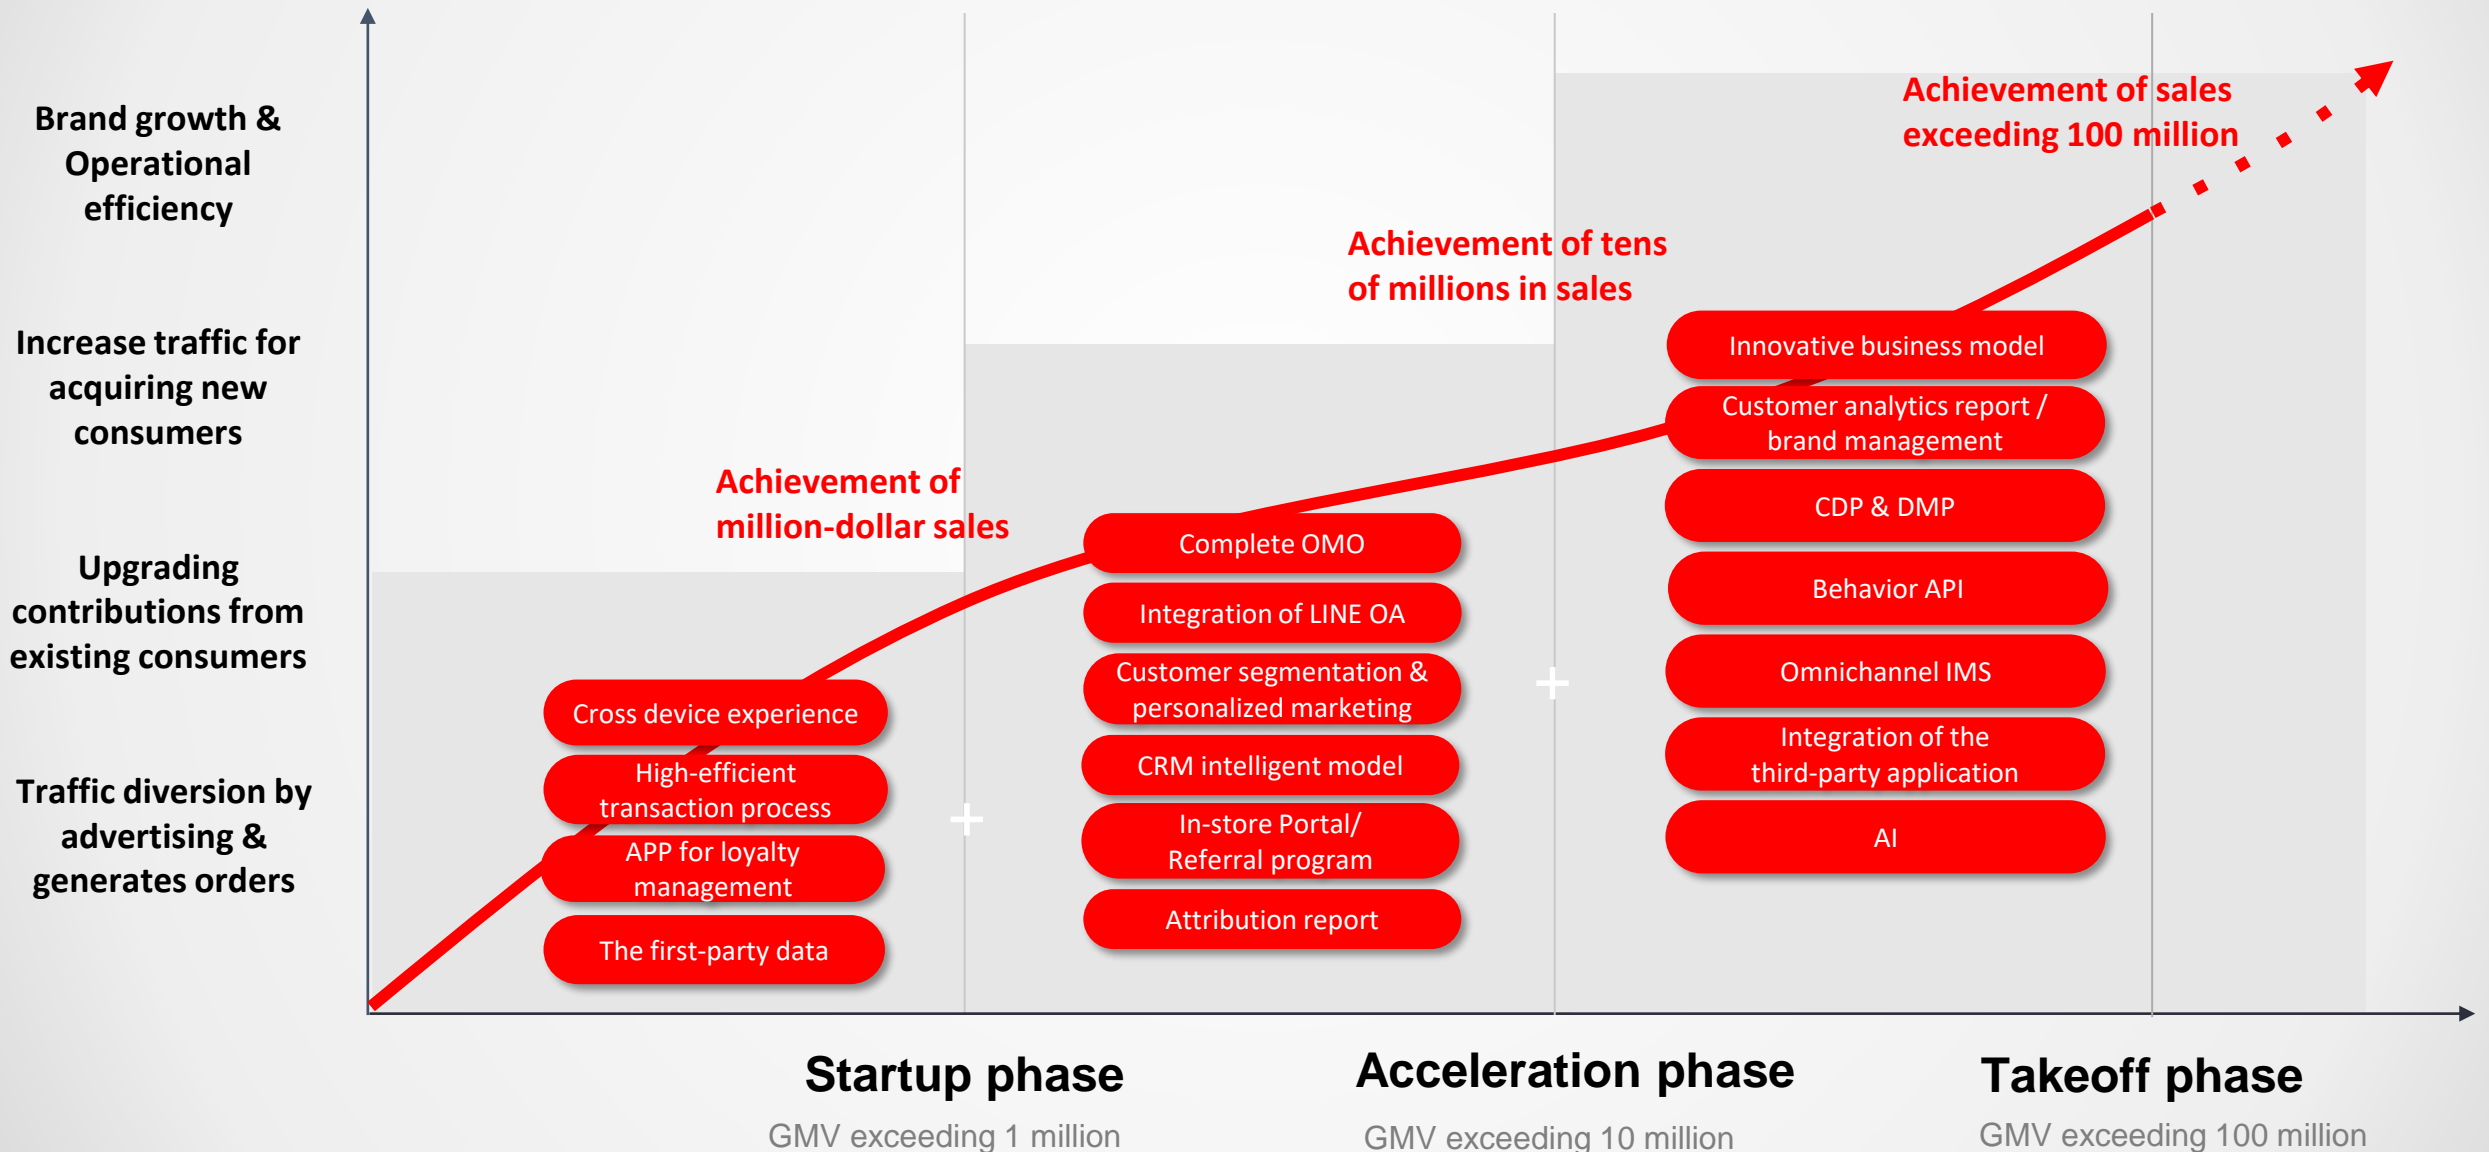 Brand growth &
Operational
efficiency
Increase traffic for
acquiring new
consumers
Upgrading
contributions from
existing consumers
Traffic diversion by
advertising &
generates orders
Achievement of
million-dollar sales
Cross device experience
High-efficient
transaction process
APP for loyalty
management
The first-party data
+
Achievement of tens
of millions in sales
Complete OMO
Integration of LINE OA
Customer segmentation &
personalized marketing
CRM intelligent model
In-store Portal/
Referral program
Attribution report
+
Achievement of sales
exceeding 100 million
Innovative business model
Customer analytics report /
brand management
CDP & DMP
Behavior API
Omnichannel IMS
Integration of the
third-party application
AI
Startup phase
GMV exceeding 1 million
Acceleration phase
GMV exceeding 10 million
Takeoff phase
GMV exceeding 100 million